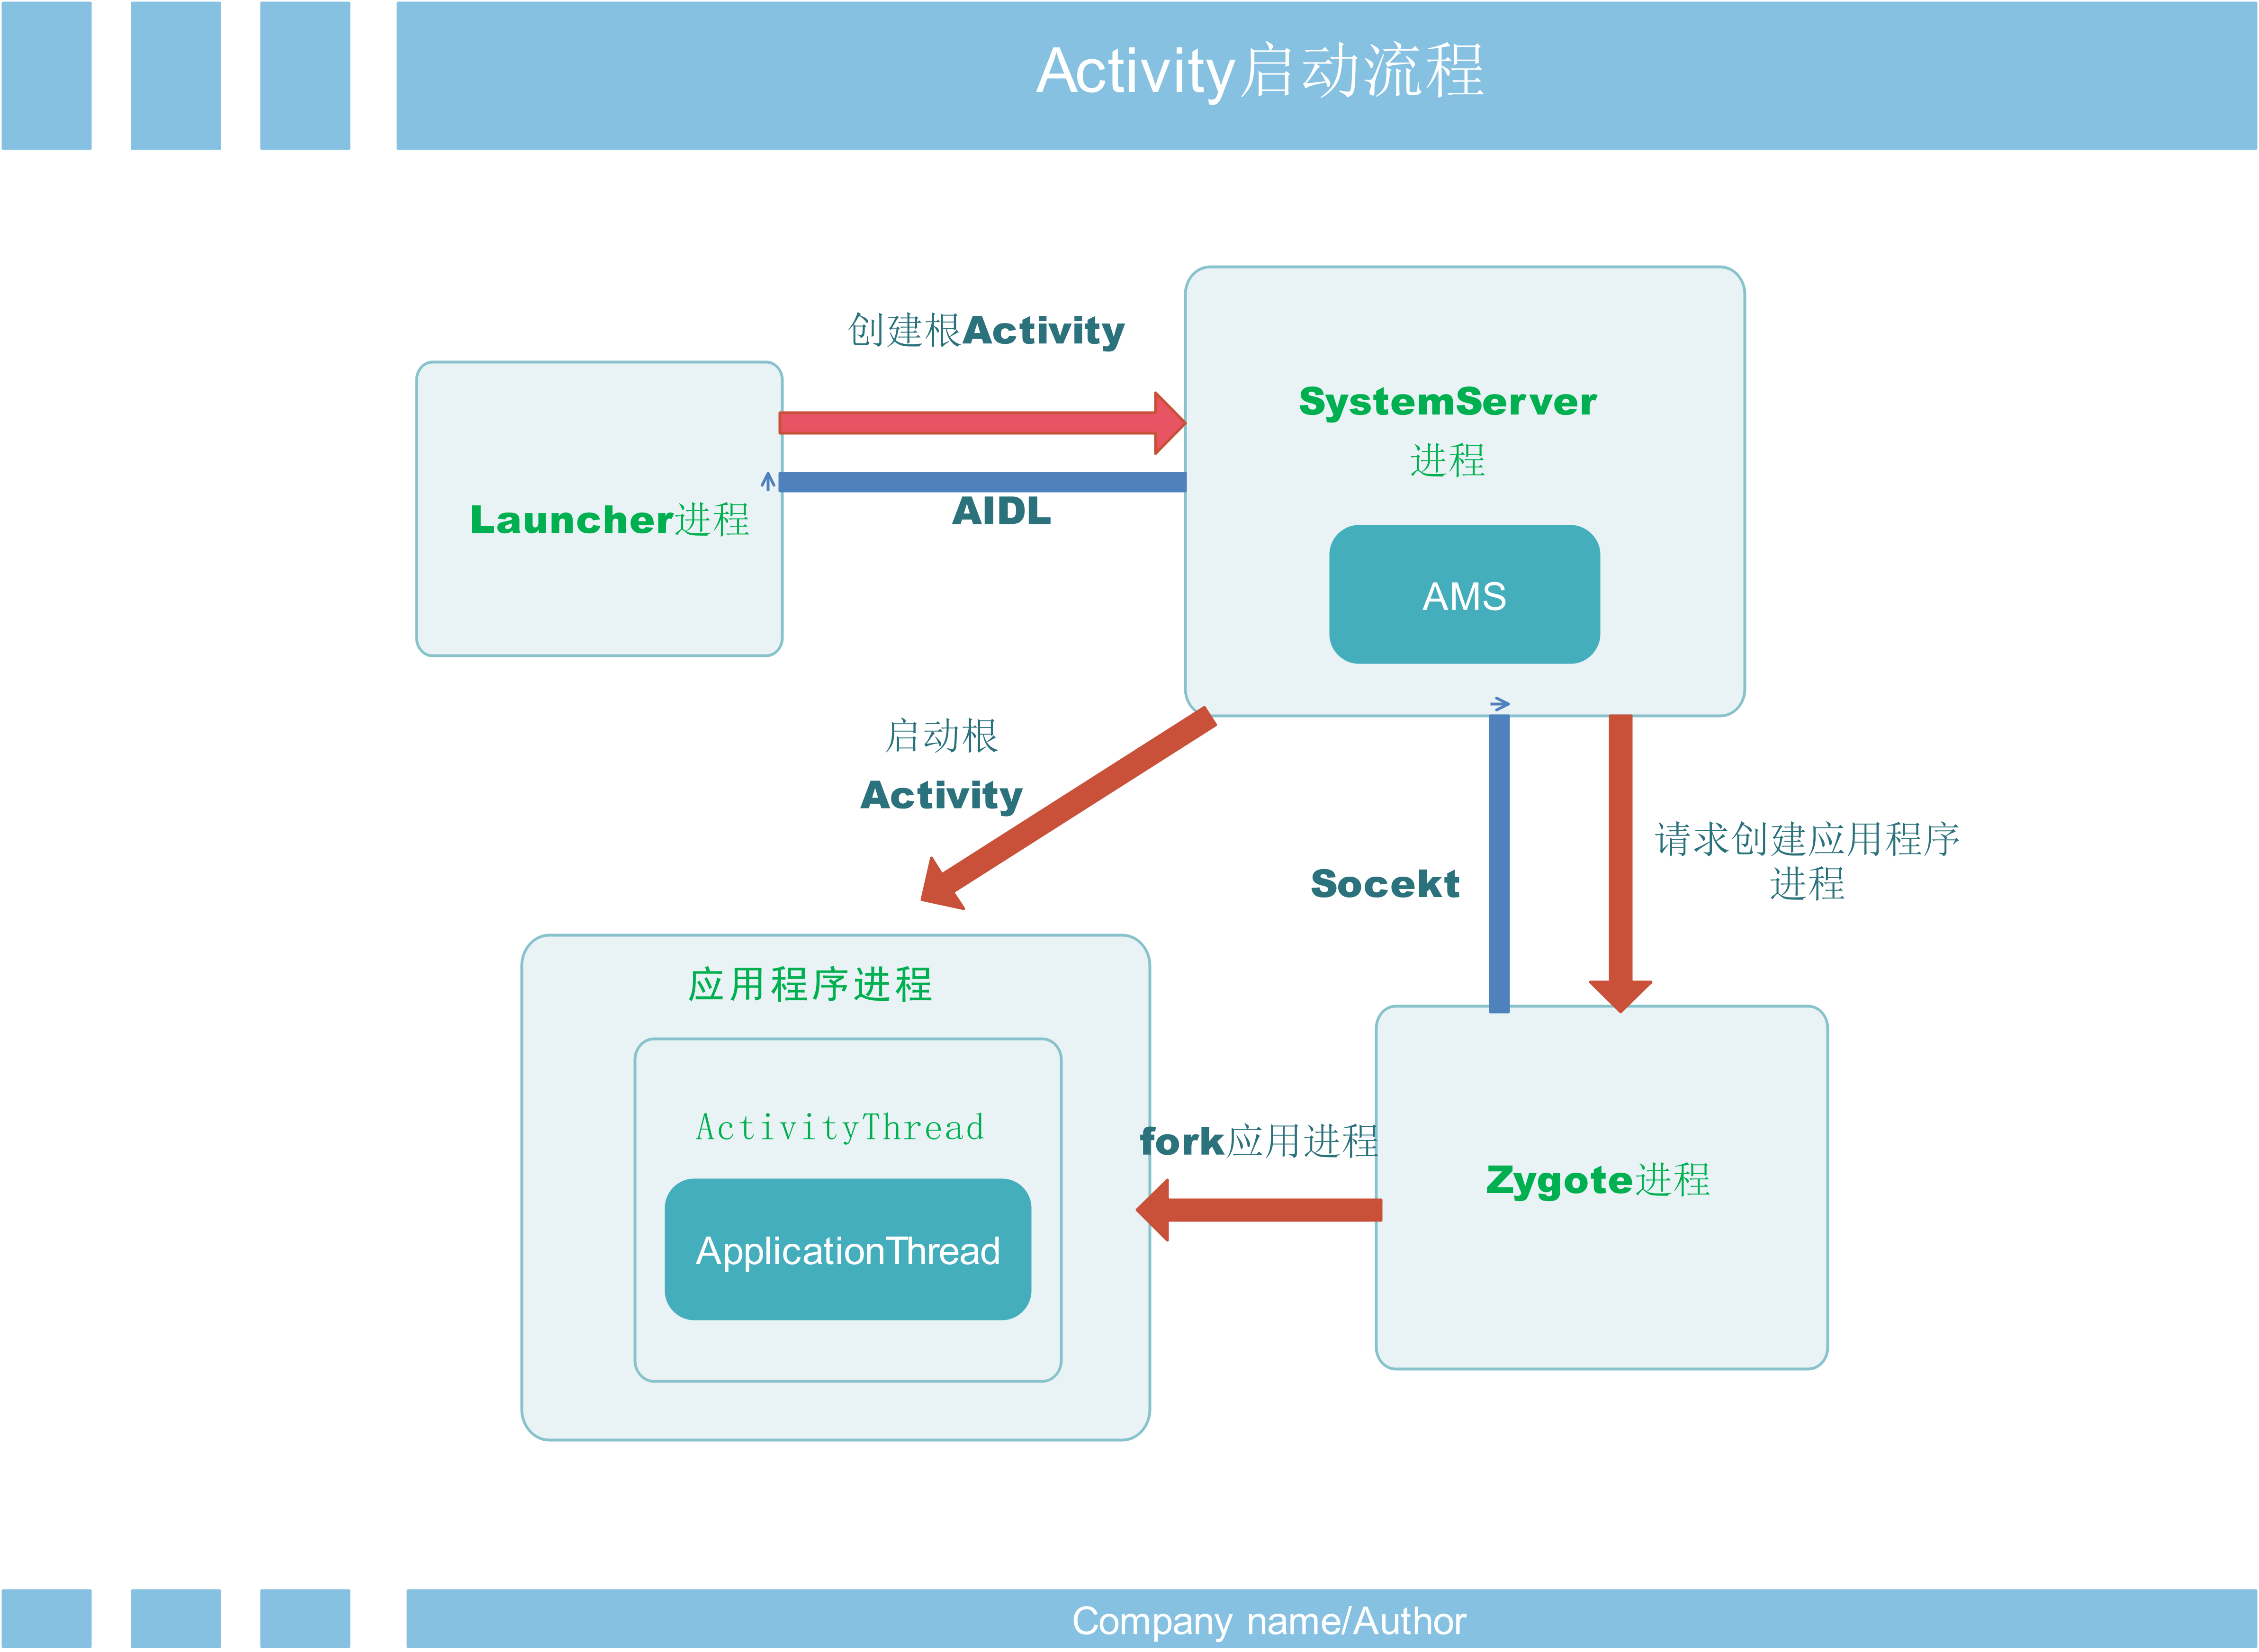 Activity启动流程
创建根Activity
SystemServer
进程
Launcher进程
AIDL
AMS
启动根
Activity
请求创建应用程序
进程
Socekt
应用程序进程
ActivityThread
fork应用进程
Zygote进程
ApplicationThread
Company name/Author